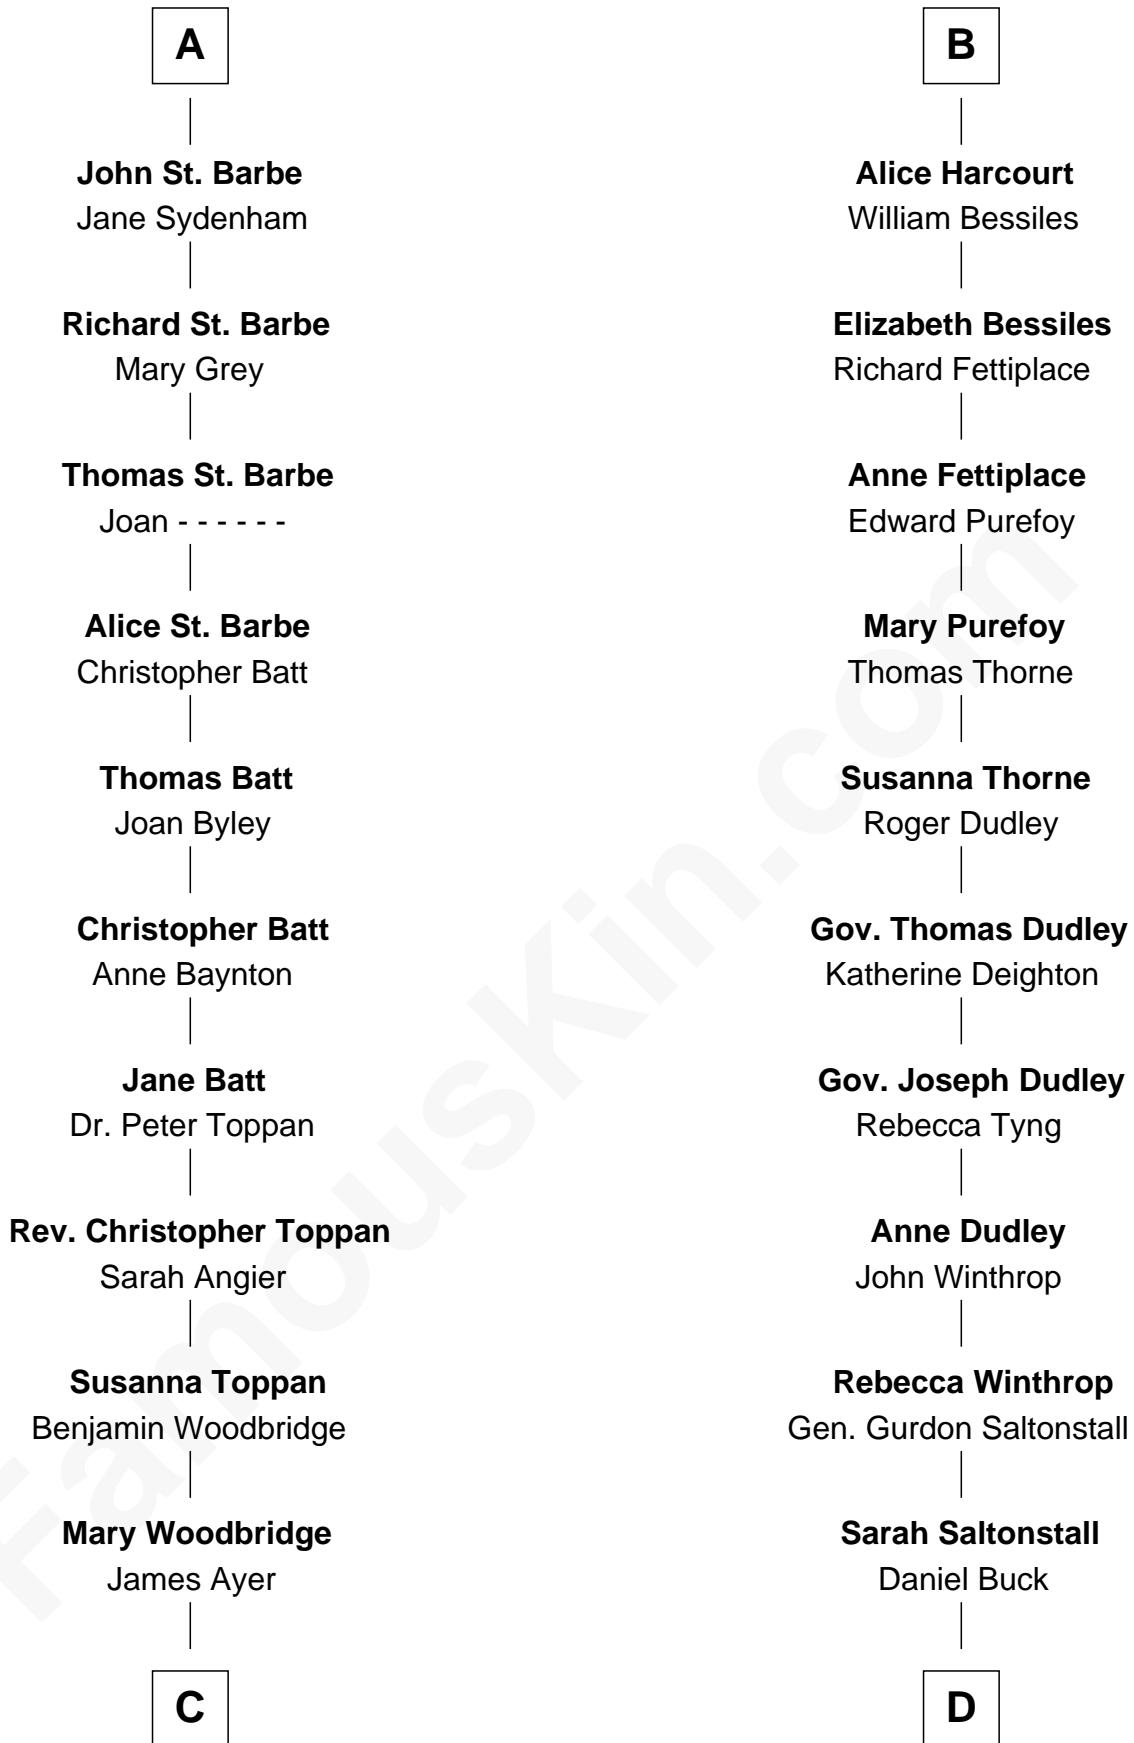 A
John St. Barbe
Jane Sydenham
Richard St. Barbe
Mary Grey
Thomas St. Barbe
Joan - - - - - -
Alice St. Barbe
Christopher Batt
Thomas Batt
Joan Byley
Christopher Batt
Anne Baynton
Jane Batt
Dr. Peter Toppan
Rev. Christopher Toppan
Sarah Angier
Susanna Toppan
Benjamin Woodbridge
Mary Woodbridge
James Ayer
C
B
Alice Harcourt
William Bessiles
Elizabeth Bessiles
Richard Fettiplace
Anne Fettiplace
Edward Purefoy
Mary Purefoy
Thomas Thorne
Susanna Thorne
Roger Dudley
Gov. Thomas Dudley
Katherine Deighton
Gov. Joseph Dudley
Rebecca Tyng
Anne Dudley
John Winthrop
Rebecca Winthrop
Gen. Gurdon Saltonstall
Sarah Saltonstall
Daniel Buck
D
FamousKin.com